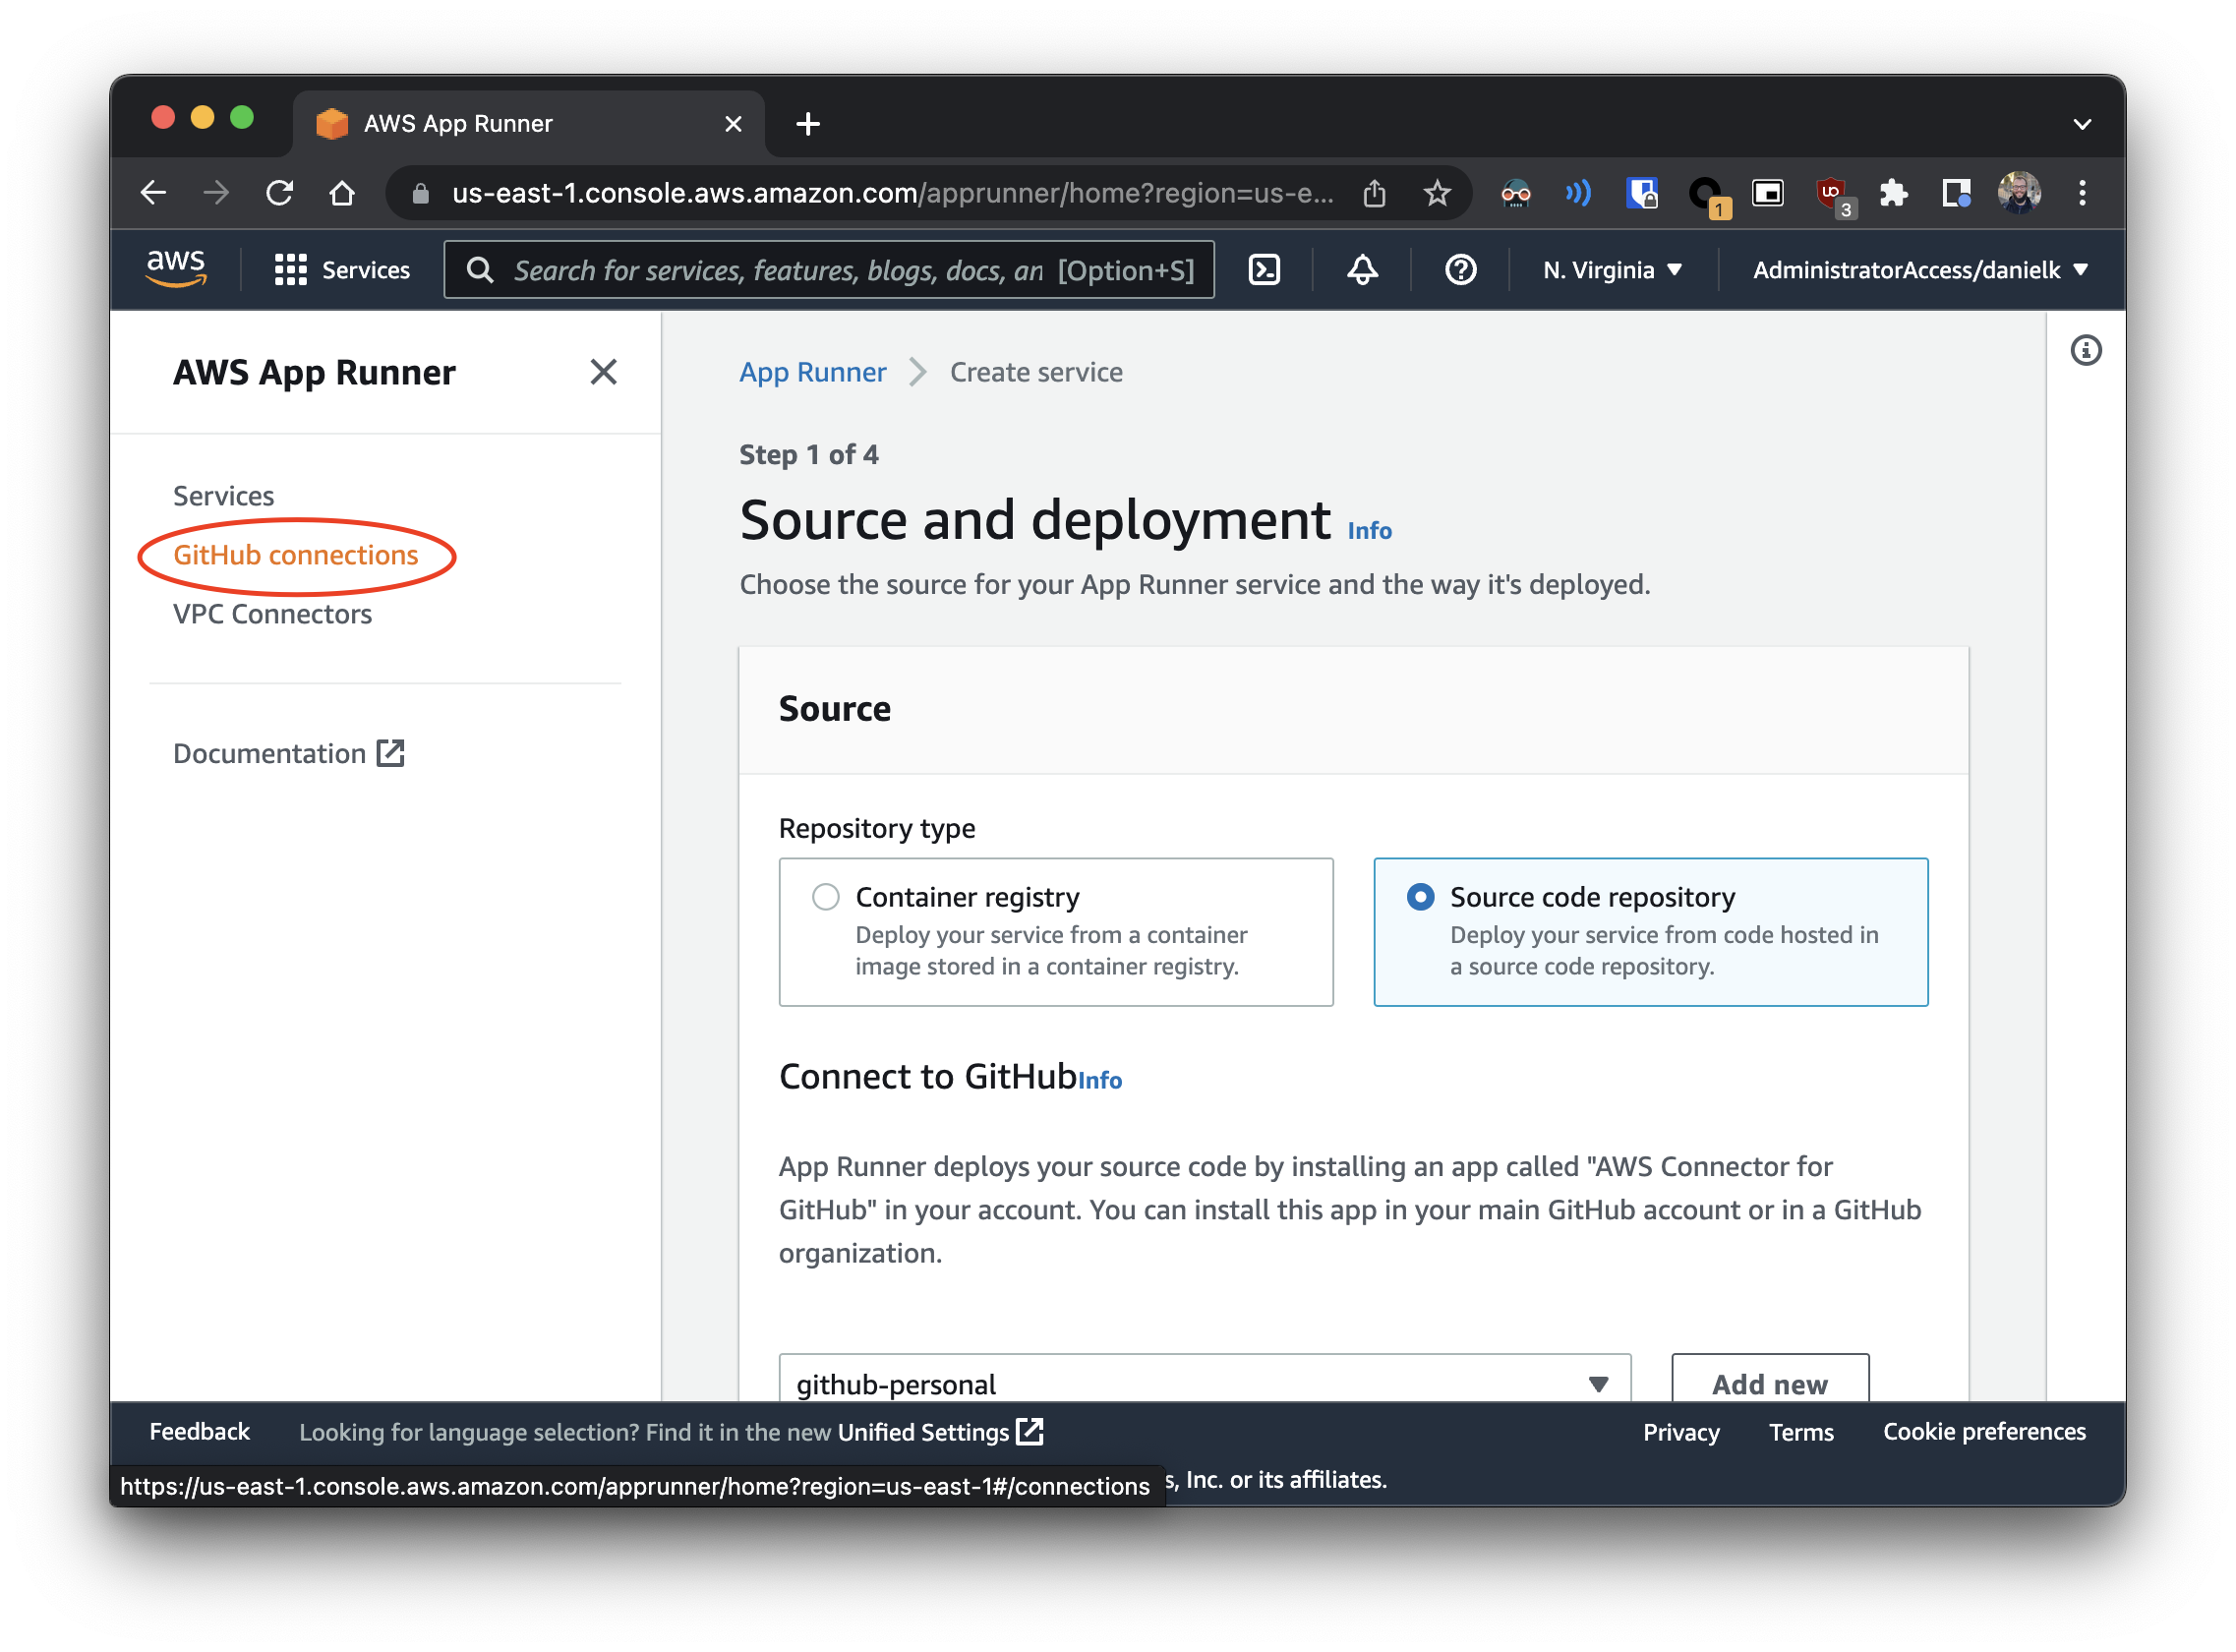 AWS App Runner
us-east-1.console.aws.amazon.com/apprunner/home?region=us-e...
1
3
aws
Services
Search for services, features, blogs, docs, an [Option+S]
N. Virginia
AdministratorAccess/danielk
AWS App Runner
Services
GitHub connections
VPC Connectors
Documentation
App Runner
Create service
Step 1 of 4
Source and deployment Info
Choose the source for your App Runner service and the way it's deployed.
Source
Repository type
Container registry
Deploy your service from a container
image stored in a container registry.
Source code repository
Deploy your service from code hosted in
a source code repository.
Connect to GitHubInfo
App Runner deploys your source code by installing an app called "AWS Connector for
GitHub" in your account. You can install this app in your main GitHub account or in a GitHub
organization.
github-personal
Add new
Feedback
Looking for language selection? Find it in the new Unified Settings
Privacy
Terms
Cookie preferences
https://us-east-1.console.aws.amazon.com/apprunner/home?region=us-east-1#/connections
s, Inc. or its affiliates.